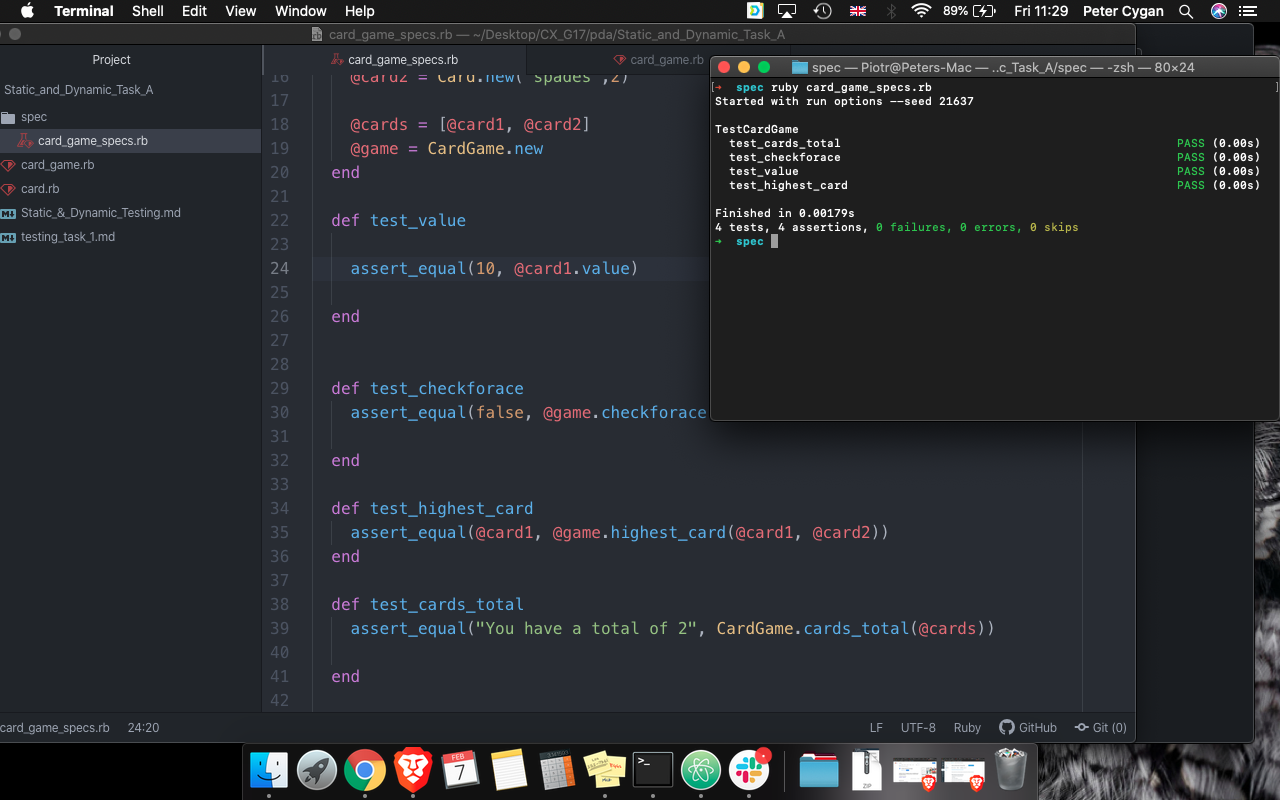 Terminal Shell Edit View Window Help 89% Fri 11:29 Peter Cygan
card_game_specs.rb — ~/Desktop/CX_G17/pda/Static_and_Dynamic_Task_A
Project
card_game_specs.rb
card_game.rb
Static_and_Dynamic_Task_A
spec
card_game_specs.rb
card_game.rb
card.rb
Static_&_Dynamic_Testing.md
testing_task_1.md
16 @card2 = Card.new("spades",2)
17
18 @cards = [@card1, @card2]
19 @game = CardGame.new
20 end
21
22 def test_value
23
24 assert_equal(10, @card1.value)
25
26 end
27
28
29 def test_checkforace
30 assert_equal(false, @game.checkforace
31
32 end
33
34 def test_highest_card
35 assert_equal(@card1, @game.highest_card(@card1, @card2))
36 end
37
38 def test_cards_total
39 assert_equal("You have a total of 2", CardGame.cards_total(@cards))
40
41 end
42
spec — Piotr@Peters-Mac — ..c_Task_A/spec — -zsh — 80×24
[➜ spec ruby card_game_specs.rb ]
Started with run options --seed 21637
TestCardGame
test_cards_total PASS (0.00s)
test_checkforace PASS (0.00s)
test_value PASS (0.00s)
test_highest_card PASS (0.00s)
Finished in 0.00179s
4 tests, 4 assertions, 0 failures, 0 errors, 0 skips
➜ spec
card_game_specs.rb 24:20 LF UTF-8 Ruby GitHub Git (0)
FEB
7
>_
ZIP